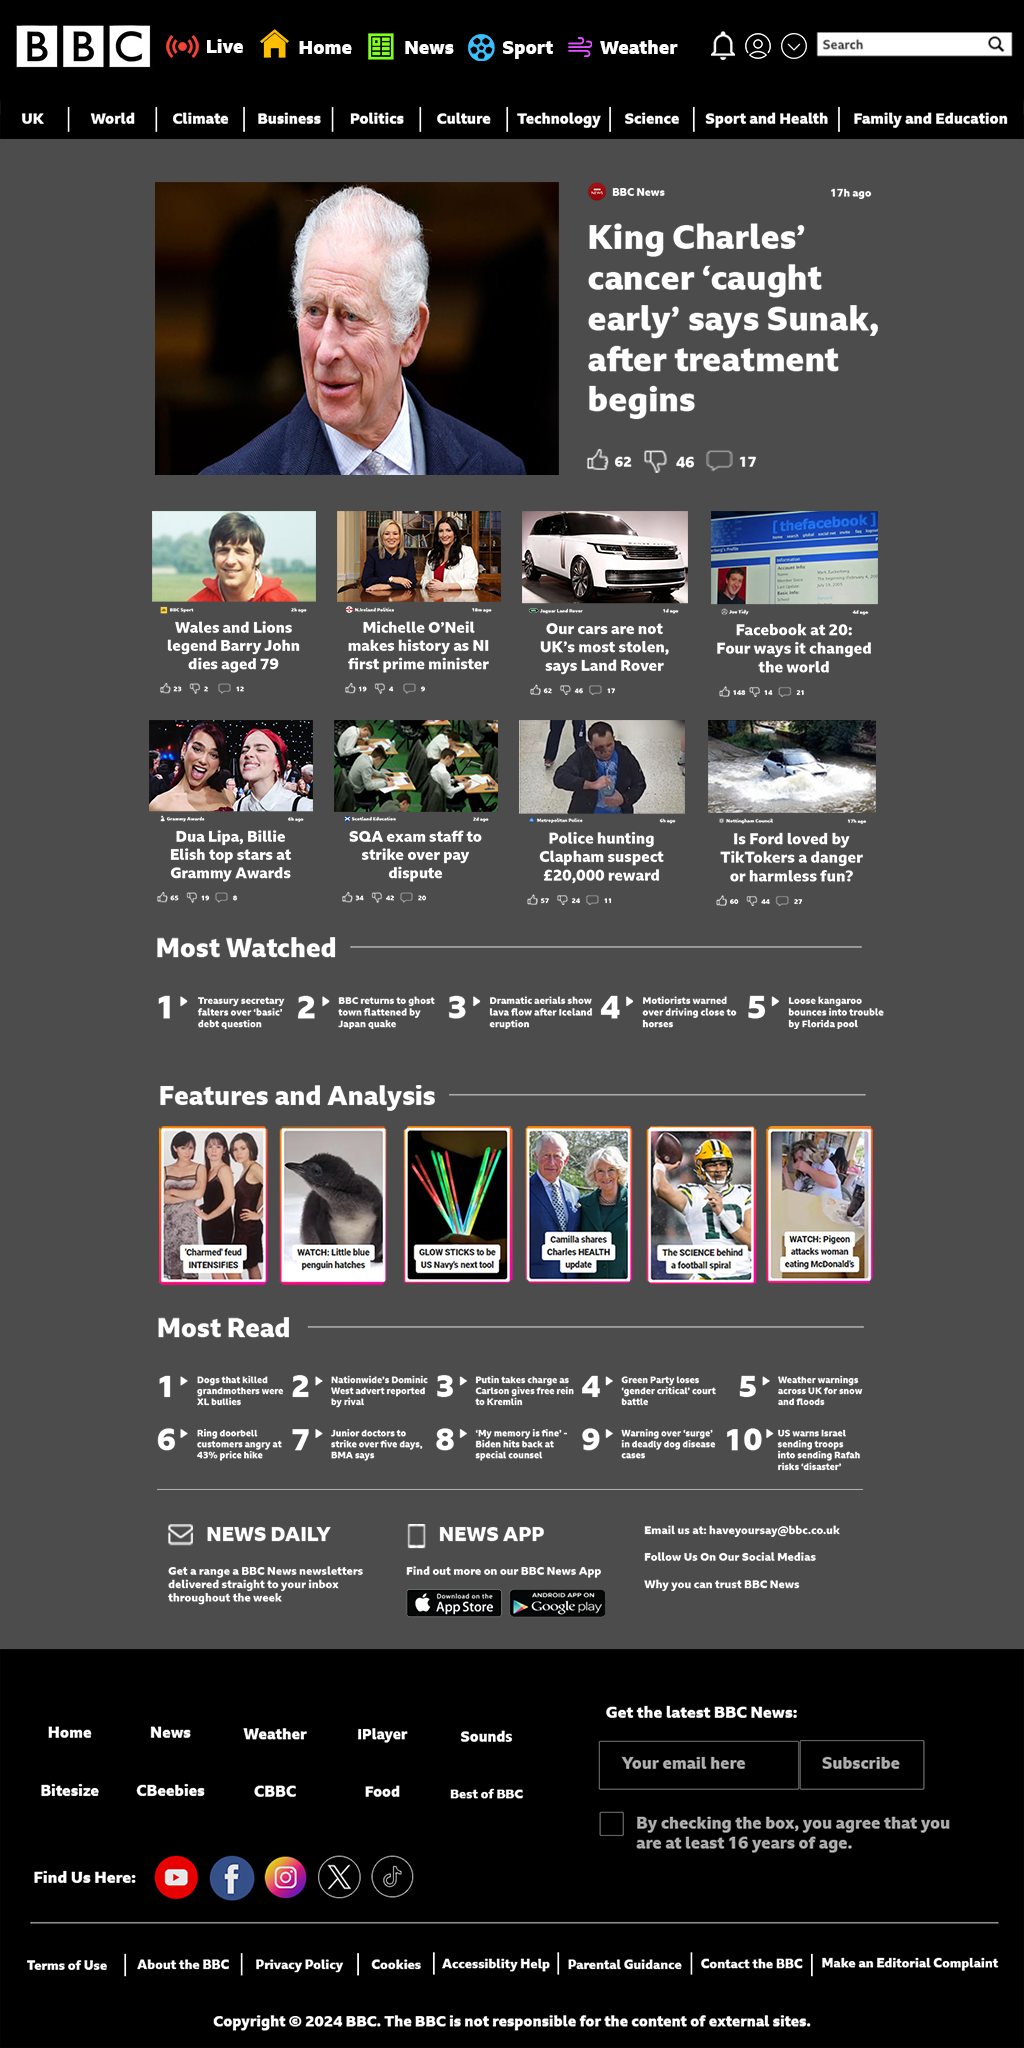 BBC Live Home News Sport Weather Search
UK World Climate Business Politics Culture Technology Science Sport and Health Family and Education
BBC News 17h ago
King Charles’
cancer ‘caught
early’ says Sunak,
after treatment
begins
62 46 17
[thefacebook]
BBC Sport 2h ago
Wales and Lions
legend Barry John
dies aged 79
23 2 12
N.Ireland Politics 18m ago
Michelle O’Neil
makes history as NI
first prime minister
19 4 9
Jaguar Land Rover 1d ago
Our cars are not
UK’s most stolen,
says Land Rover
62 46 17
Joe Tidy 4d ago
Facebook at 20:
Four ways it changed
the world
148 14 21
Grammy Awards 6h ago
Dua Lipa, Billie
Elish top stars at
Grammy Awards
65 19 8
Scotland Education 2d ago
SQA exam staff to
strike over pay
dispute
34 42 20
Metropolitan Police 6h ago
Police hunting
Clapham suspect
£20,000 reward
57 24 11
Nottingham Council 17h ago
Is Ford loved by
TikTokers a danger
or harmless fun?
60 44 27
Most Watched
1 Treasury secretary
falters over ‘basic’
debt question
2 BBC returns to ghost
town flattened by
Japan quake
3 Dramatic aerials show
lava flow after Iceland
eruption
4 Motiorists warned
over driving close to
horses
5 Loose kangaroo
bounces into trouble
by Florida pool
Features and Analysis
'Charmed' feud
INTENSIFIES
WATCH: Little blue
penguin hatches
GLOW STICKS to be
US Navy's next tool
Camilla shares
Charles HEALTH
update
The SCIENCE behind
a football spiral
WATCH: Pigeon
attacks woman
eating McDonald's
Most Read
1 Dogs that killed
grandmothers were
XL bullies
2 Nationwide’s Dominic
West advert reported
by rival
3 Putin takes charge as
Carlson gives free rein
to Kremlin
4 Green Party loses
‘gender critical’ court
battle
5 Weather warnings
across UK for snow
and floods
6 Ring doorbell
customers angry at
43% price hike
7 Junior doctors to
strike over five days,
BMA says
8 ‘My memory is fine’ -
Biden hits back at
special counsel
9 Warning over ‘surge’
in deadly dog disease
cases
10 US warns Israel
sending troops
into sending Rafah
risks ‘disaster’
NEWS DAILY
Get a range a BBC News newsletters
delivered straight to your inbox
throughout the week
NEWS APP
Find out more on our BBC News App
Download on the
App Store
ANDROID APP ON
Google play
Email us at: haveyoursay@bbc.co.uk
Follow Us On Our Social Medias
Why you can trust BBC News
Home News Weather IPlayer Sounds
Bitesize CBeebies CBBC Food Best of BBC
Find Us Here:
Get the latest BBC News:
Your email here Subscribe
By checking the box, you agree that you
are at least 16 years of age.
Terms of Use About the BBC Privacy Policy Cookies Accessiblity Help Parental Guidance Contact the BBC Make an Editorial Complaint
Copyright © 2024 BBC. The BBC is not responsible for the content of external sites.